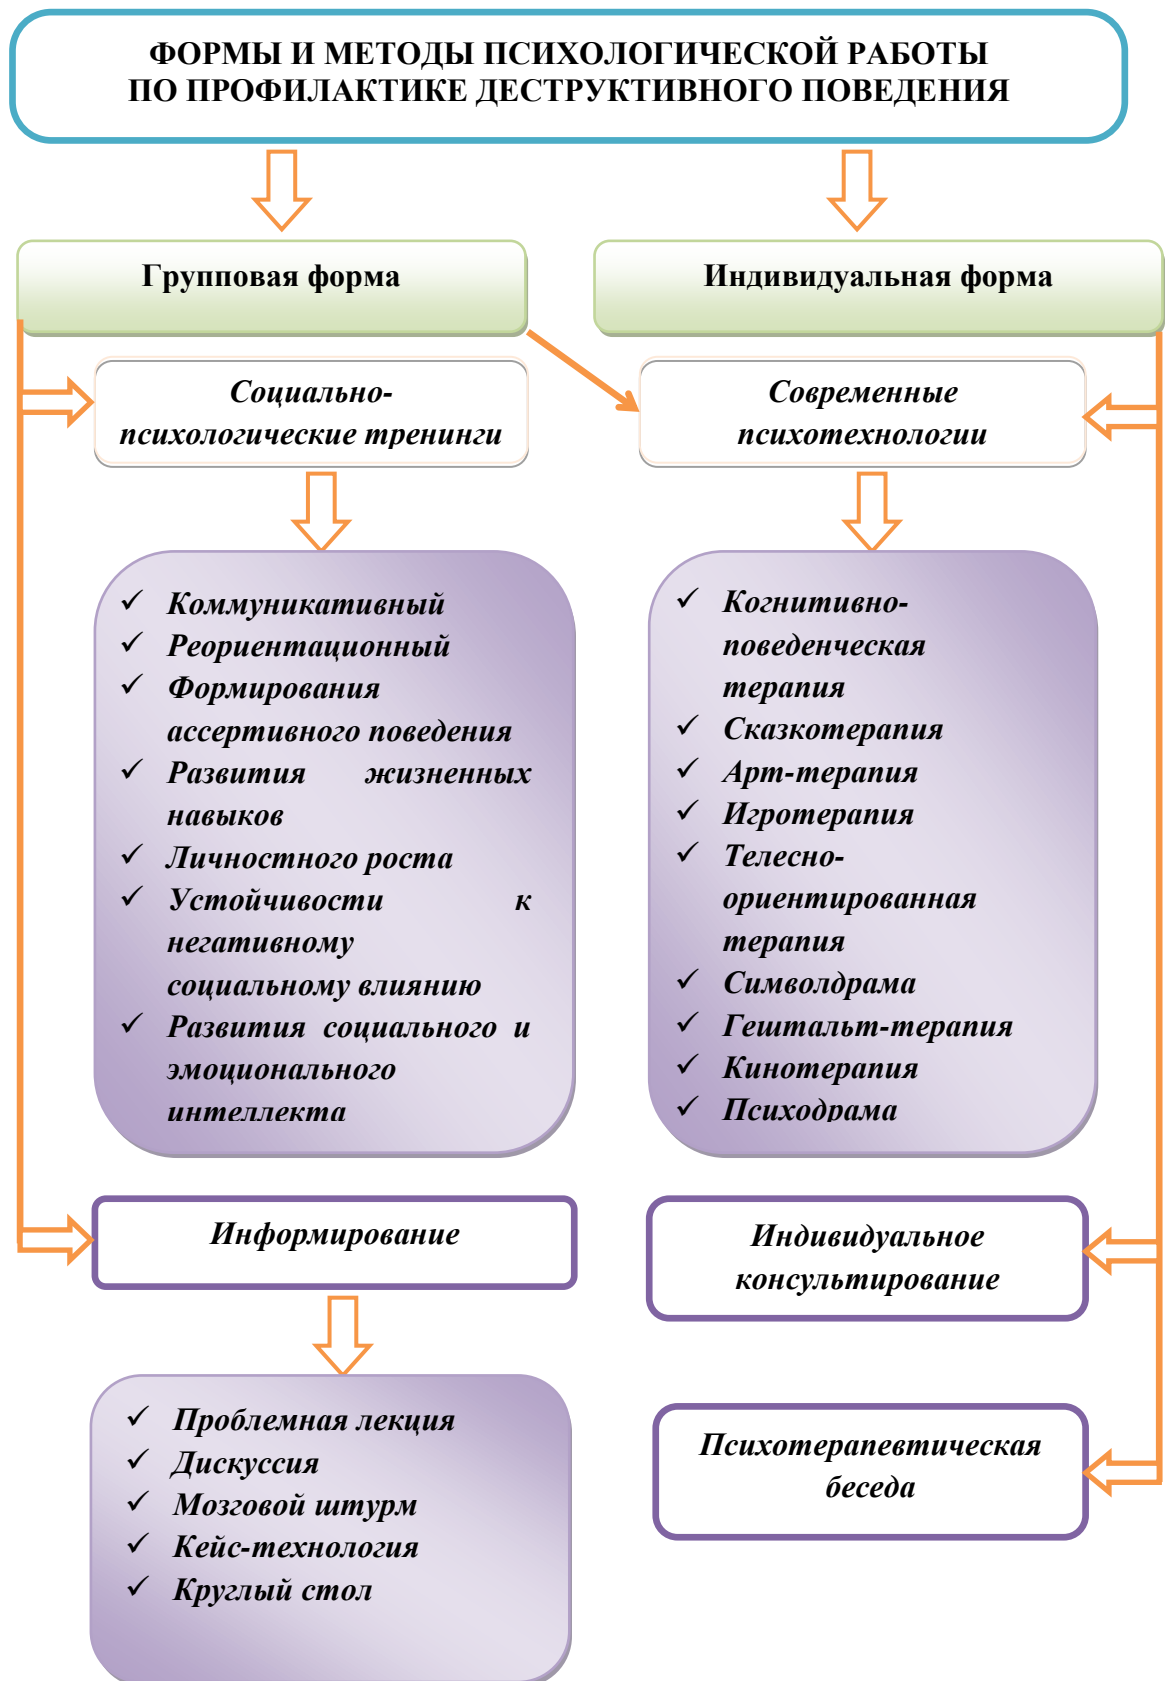 ФОРМЫ И МЕТОДЫ ПСИХОЛОГИЧЕСКОЙ РАБОТЫ
ПО ПРОФИЛАКТИКЕ ДЕСТРУКТИВНОГО ПОВЕДЕНИЯ
Групповая форма
Индивидуальная форма
Социально-
психологические тренинги
Современные
психотехнологии
✓ Коммуникативный
✓ Реориентационный
✓ Формирования
ассертивного поведения
✓ Развития жизненных
навыков
✓ Личностного роста
✓ Устойчивости к
негативному
социальному влиянию
✓ Развития социального и
эмоционального
интеллекта
✓ Когнитивно-
поведенческая
терапия
✓ Сказкотерапия
✓ Арт-терапия
✓ Игротерапия
✓ Телесно-
ориентированная
терапия
✓ Символдрама
✓ Гештальт-терапия
✓ Кинотерапия
✓ Психодрама
Информирование
Индивидуальное
консультирование
✓ Проблемная лекция
✓ Дискуссия
✓ Мозговой штурм
✓ Кейс-технология
✓ Круглый стол
Психотерапевтическая
беседа